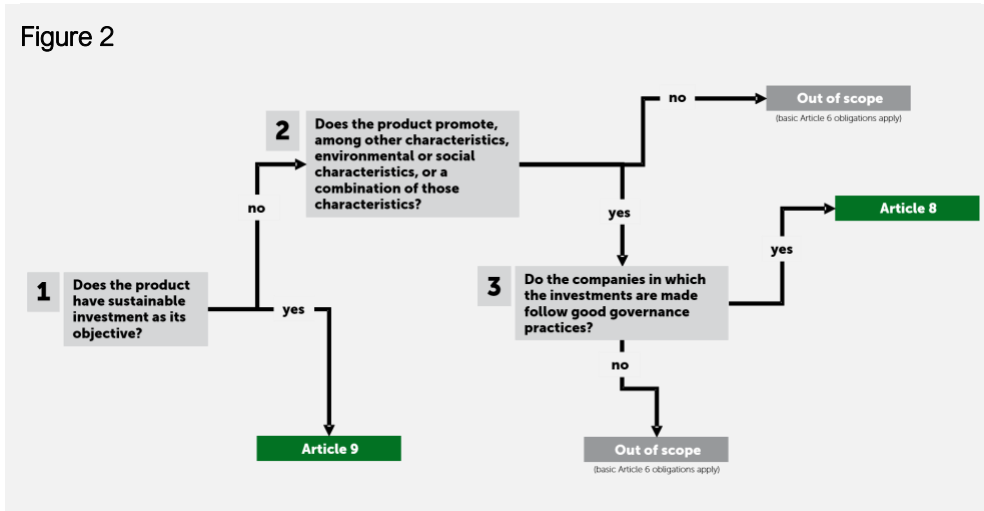 Figure 2
no
Out of scope
(basic Article 6 obligations apply)
2
Does the product promote,
among other characteristics,
environmental or social
characteristics, or a
combination of those
characteristics?
no
yes
Article 8
yes
1
Does the product
have sustainable
investment as its
objective?
yes
3
Do the companies in which
the investments are made
follow good governance
practices?
no
Article 9
Out of scope
(basic Article 6 obligations apply)